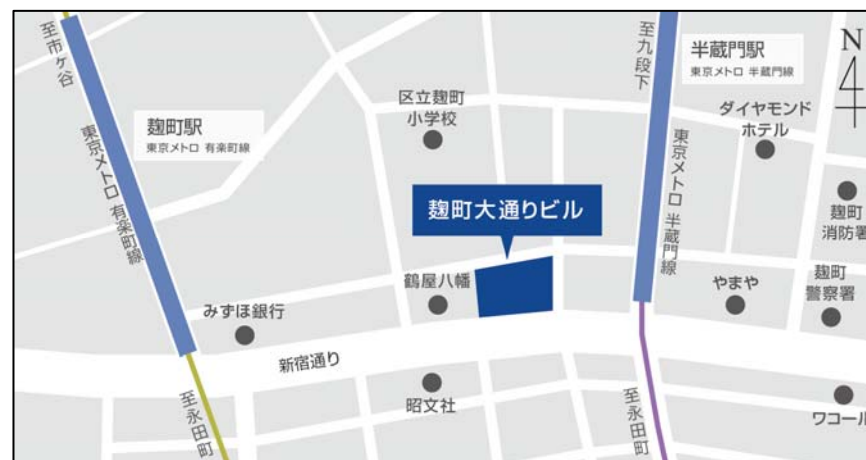 至市ヶ谷
麹町駅
東京メトロ 有楽町線
東京メトロ 有楽町線
区立麹町
小学校
至九段下
半蔵門駅
東京メトロ 半蔵門線
N
ダイヤモンド
ホテル
東京メトロ 半蔵門線
麹町
消防署
麹町大通りビル
鶴屋八幡
みずほ銀行
やまや
麹町
警察署
新宿通り
昭文社
至永田町
至永田町
ワコール